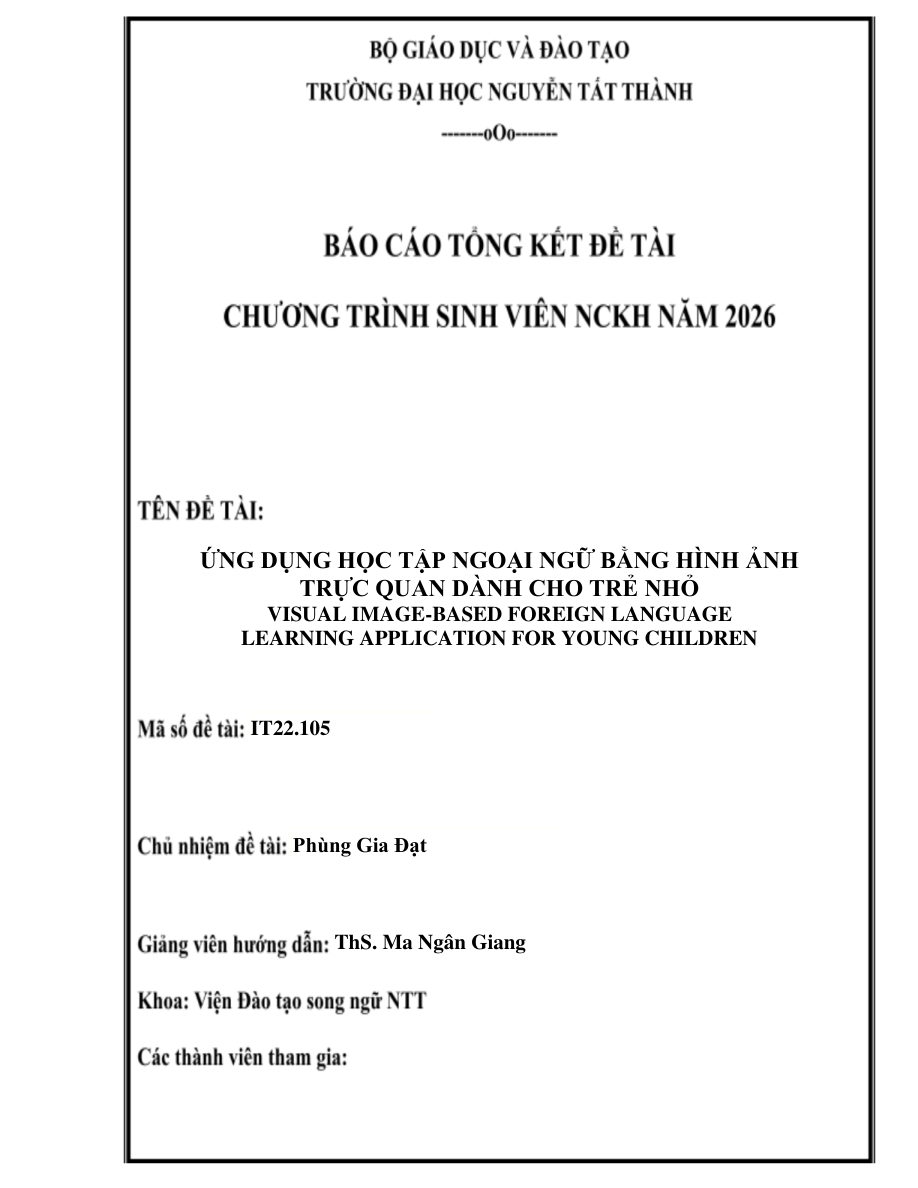 BỘ GIÁO DỤC VÀ ĐÀO TẠO
TRƯỜNG ĐẠI HỌC NGUYỄN TẤT THÀNH
-------oOo-------
BÁO CÁO TỔNG KẾT ĐỀ TÀI
CHƯƠNG TRÌNH SINH VIÊN NCKH NĂM 2026
TÊN ĐỀ TÀI:
ỨNG DỤNG HỌC TẬP NGOẠI NGỮ BẰNG HÌNH ẢNH
TRỰC QUAN DÀNH CHO TRẺ NHỎ
VISUAL IMAGE-BASED FOREIGN LANGUAGE
LEARNING APPLICATION FOR YOUNG CHILDREN
Mã số đề tài: IT22.105
Chủ nhiệm đề tài: Phùng Gia Đạt
Giảng viên hướng dẫn: ThS. Ma Ngân Giang
Khoa: Viện Đào tạo song ngữ NTT
Các thành viên tham gia: